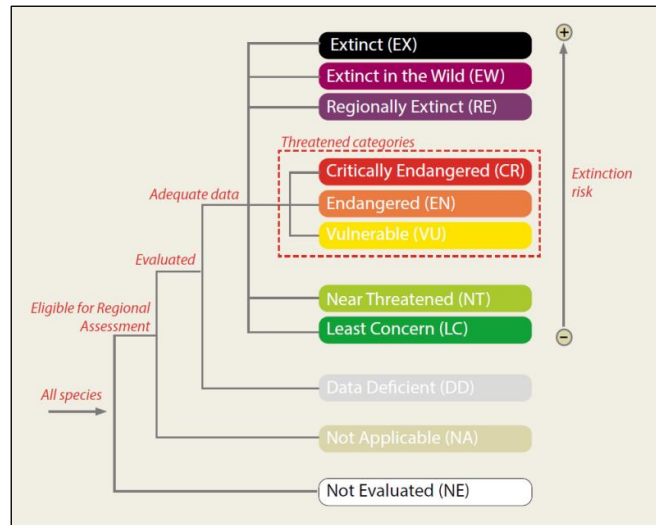 Extinct (EX)
Extinct in the Wild (EW)
Regionally Extinct (RE)
Threatened categories
Critically Endangered (CR)
Adequate data
Endangered (EN)
Extinction
risk
Vulnerable (VU)
Evaluated
Eligible for Regional
Assessment
Near Threatened (NT)
Least Concern (LC)
All species
Data Deficient (DD)
Not Applicable (NA)
Not Evaluated (NE)
+
−